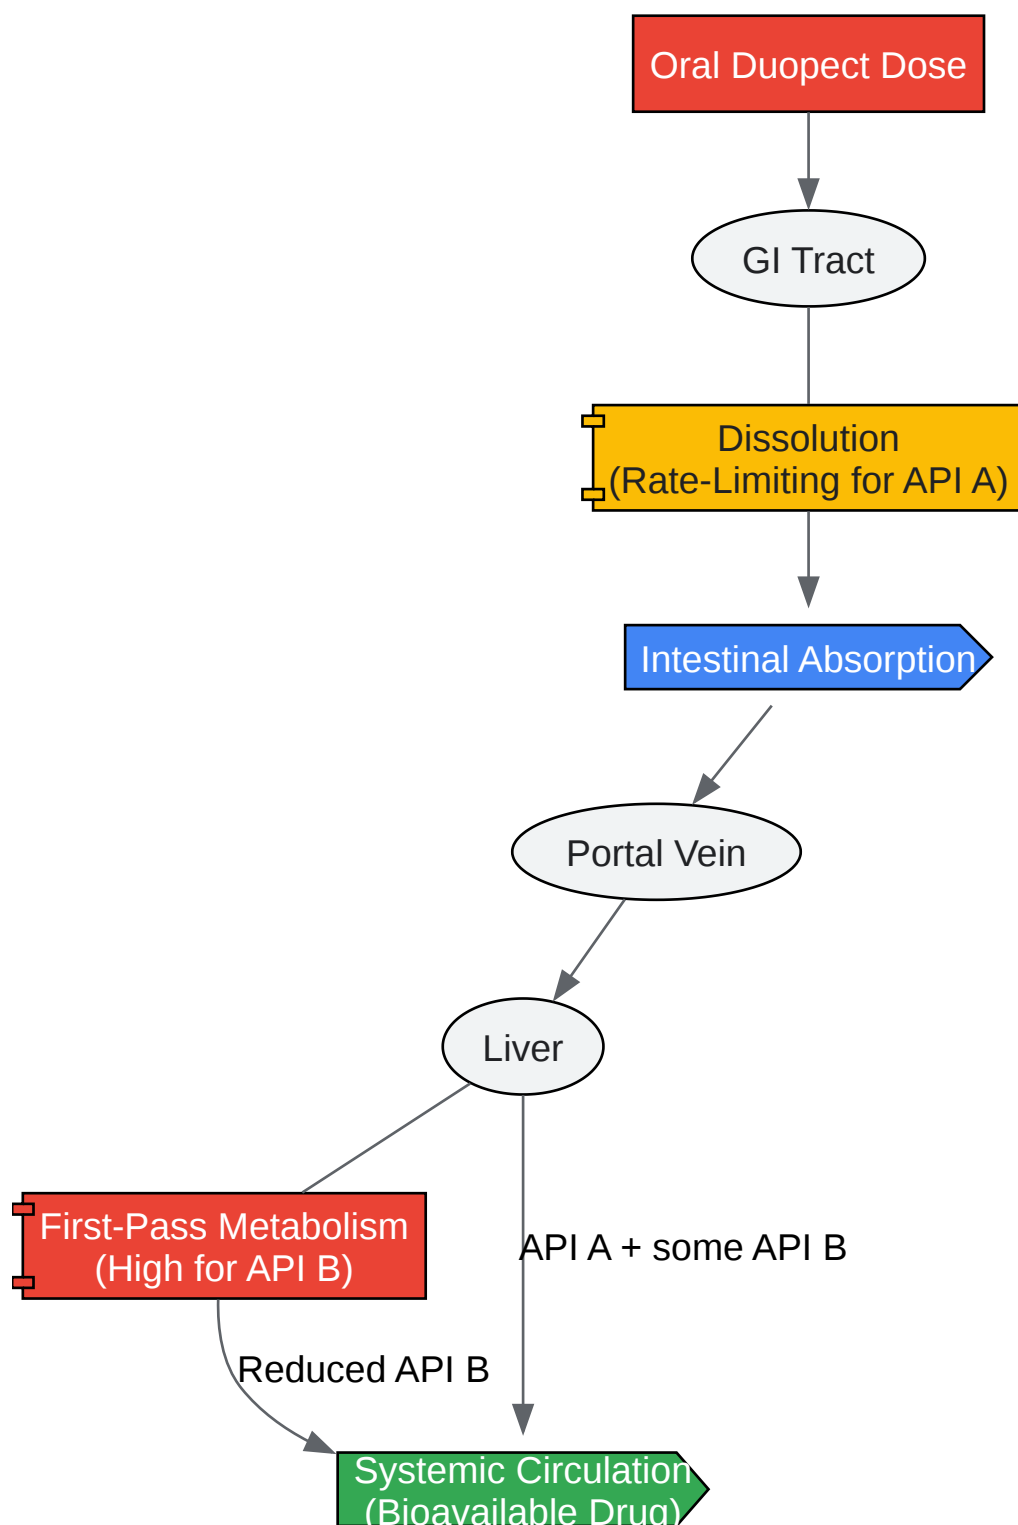 Oral Duopect Dose
GI Tract
Dissolution
(Rate-Limiting for API A)
Intestinal Absorption
Portal Vein
Liver
First-Pass Metabolism
(High for API B)
API A + some API B
Reduced API B
Systemic Circulation
(Bioavailable Drug)